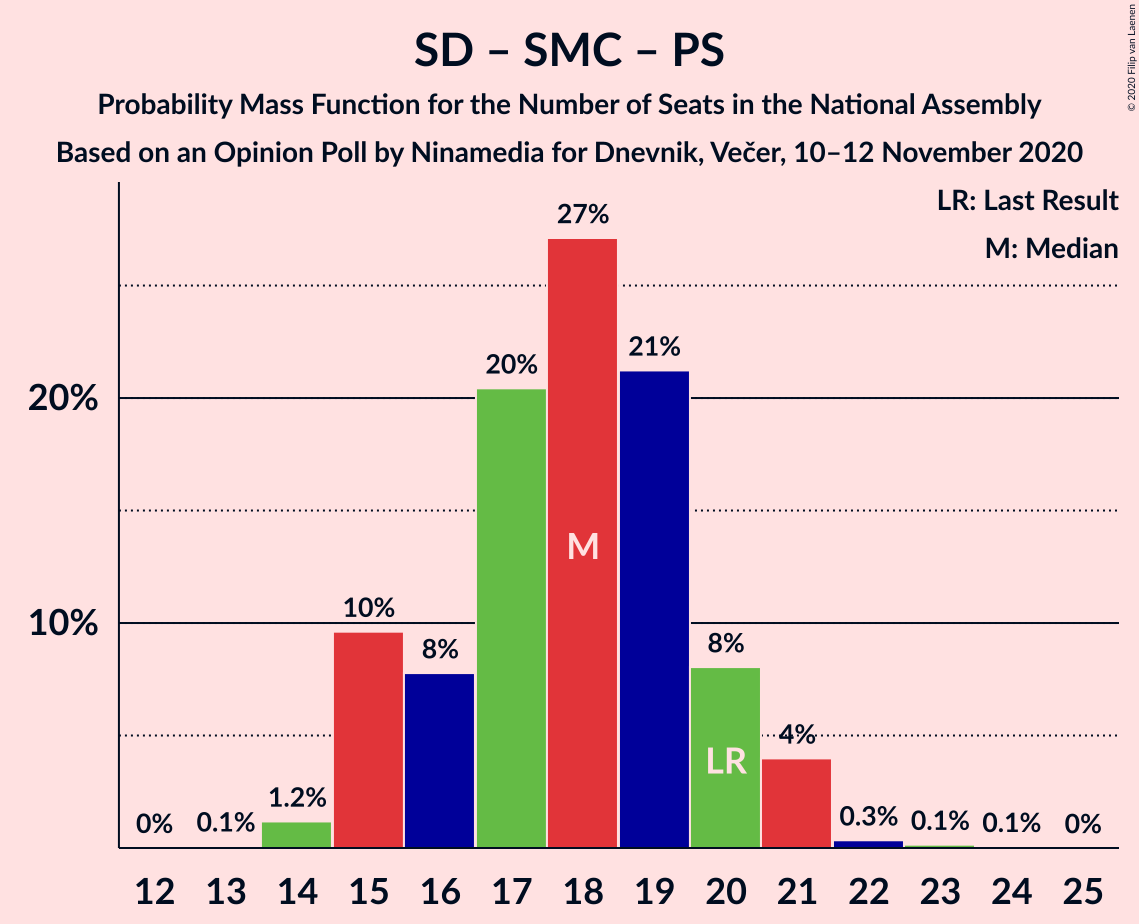 SD – SMC – PS
Probability Mass Function for the Number of Seats in the National Assembly
Based on an Opinion Poll by Ninamedia for Dnevnik, Večer, 10–12 November 2020
© 2020 Filip van Laenen
LR: Last Result
M: Median
27%
21%
20%
20%
M
10%
10%
8%
8%
LR
4%
1.2%
0%
0.1%
0.3%
0.1%
0.1%
0%
12 13 14 15 16 17 18 19 20 21 22 23 24 25